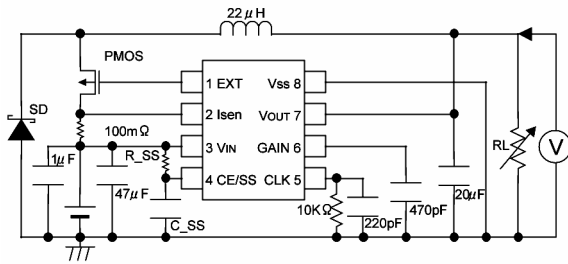 22μH
PMOS
1 EXT
Vss 8
SD
2 Isen
VOUT 7
100mΩ
3 VIN
GAIN 6
RL
V
1μF
R_SS
4 CE/SS
CLK 5
47μF
10KΩ
20μF
C_SS
220pF
470pF